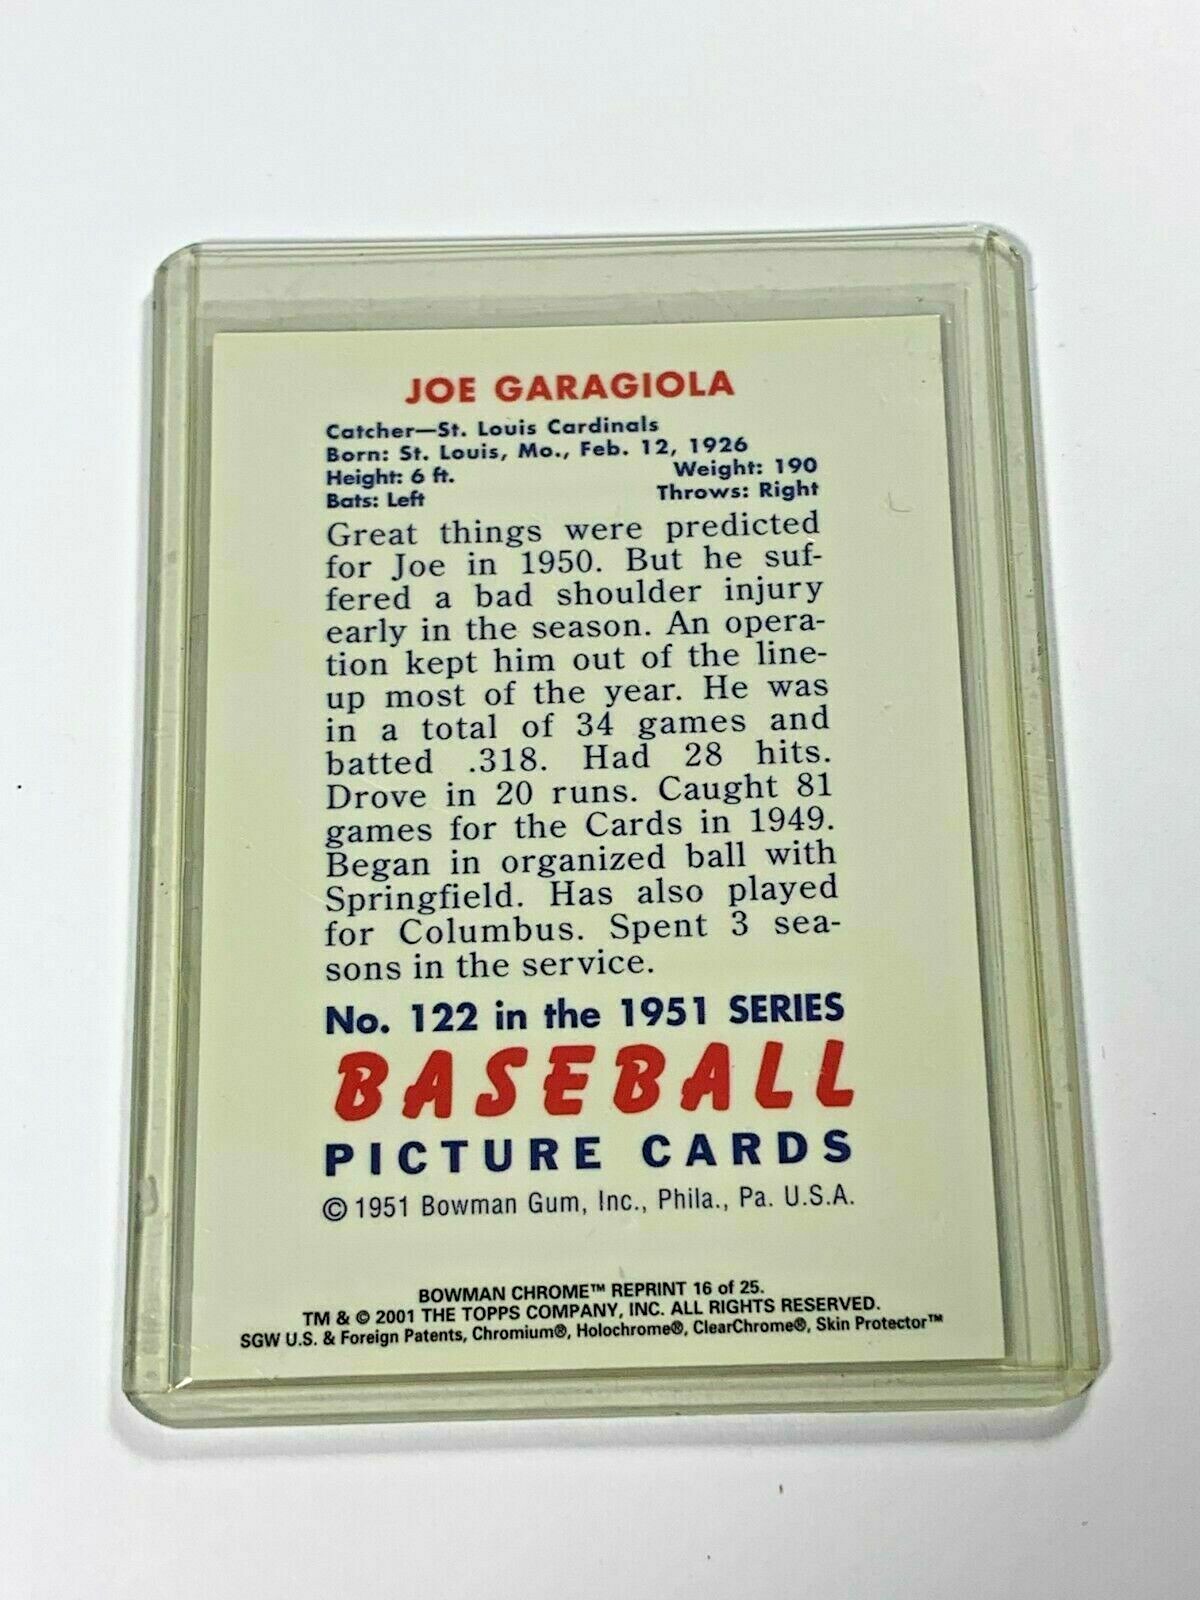 JOE GARAGIOLA
Catcher—St. Louis Cardinals
Born: St. Louis, Mo., Feb. 12, 1926
Height: 6 ft. Weight: 190
Bats: Left Throws: Right
Great things were predicted
for Joe in 1950. But he suf-
fered a bad shoulder injury
early in the season. An opera-
tion kept him out of the line-
up most of the year. He was
in a total of 34 games and
batted .318. Had 28 hits.
Drove in 20 runs. Caught 81
games for the Cards in 1949.
Began in organized ball with
Springfield. Has also played
for Columbus. Spent 3 sea-
sons in the service.
No. 122 in the 1951 SERIES
BASEBALL
PICTURE CARDS
© 1951 Bowman Gum, Inc., Phila., Pa. U.S.A.
BOWMAN CHROME™ REPRINT 16 of 25.
TM & © 2001 THE TOPPS COMPANY, INC. ALL RIGHTS RESERVED.
SGW U.S. & Foreign Patents, Chromium®, Holochrome®, ClearChrome®, Skin Protector™